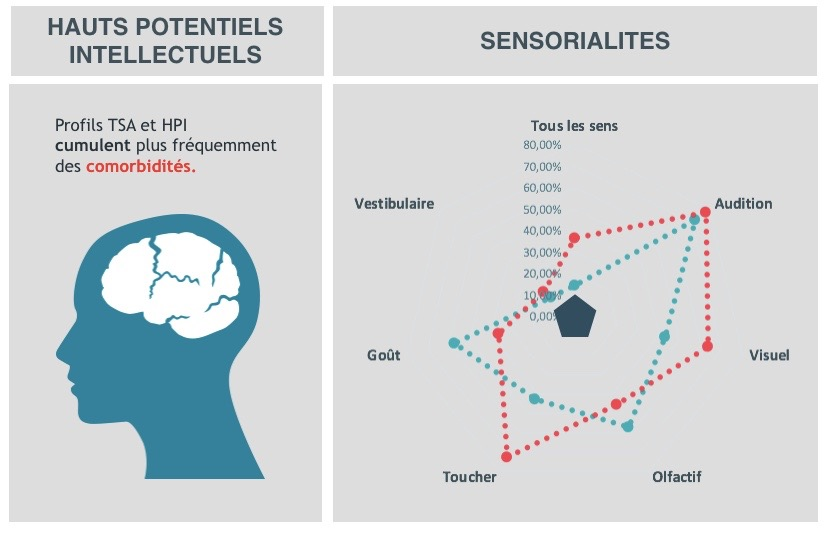 HAUTS POTENTIELS
INTELLECTUELS
SENSORIALITES
Profils TSA et HPI
cumulent plus fréquemment
des comorbidités.
Tous les sens
80,00%
70,00%
60,00%
50,00%
40,00%
30,00%
20,00%
10,00%
0,00%
Vestibulaire
Audition
Goût
Visuel
Toucher
Olfactif